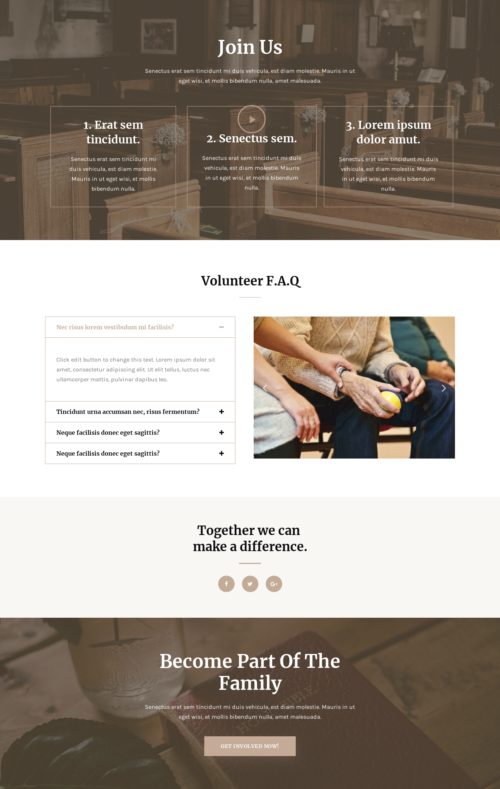 Join Us
Senectus erat sem tincidunt mi duis vehicula, est diam molestie. Mauris in ut
eget wisi, et mollis bibendum nulla, amet malesuada.
1. Erat sem
tincidunt.
Senectus erat sem tincidunt mi
duis vehicula, est diam molestie.
Mauris in ut eget wisi, et mollis
bibendum nulla.
2. Senectus sem.
Senectus erat sem tincidunt mi duis
vehicula, est diam molestie. Mauris
in ut eget wisi, et mollis bibendum
nulla.
3. Lorem ipsum
dolor amut.
Senectus erat sem tincidunt mi duis
vehicula, est diam molestie. Mauris
in ut eget wisi, et mollis bibendum
nulla.
Volunteer F.A.Q
Nec risus lorem vestibulum mi facilisis? −
Click edit button to change this text. Lorem ipsum dolor sit
amet, consectetur adipiscing elit. Ut elit tellus, luctus nec
ullamcorper mattis, pulvinar dapibus leo.
Tincidunt urna accumsan nec, risus fermentum? +
Neque facilisis donec eget sagittis? +
Neque facilisis donec eget sagittis? +
Together we can
make a difference.
Become Part Of The
Family
Senectus erat sem tincidunt mi duis vehicula, est diam molestie. Mauris in ut
eget wisi, et mollis bibendum nulla, amet malesuada.
GET INVOLVED NOW!